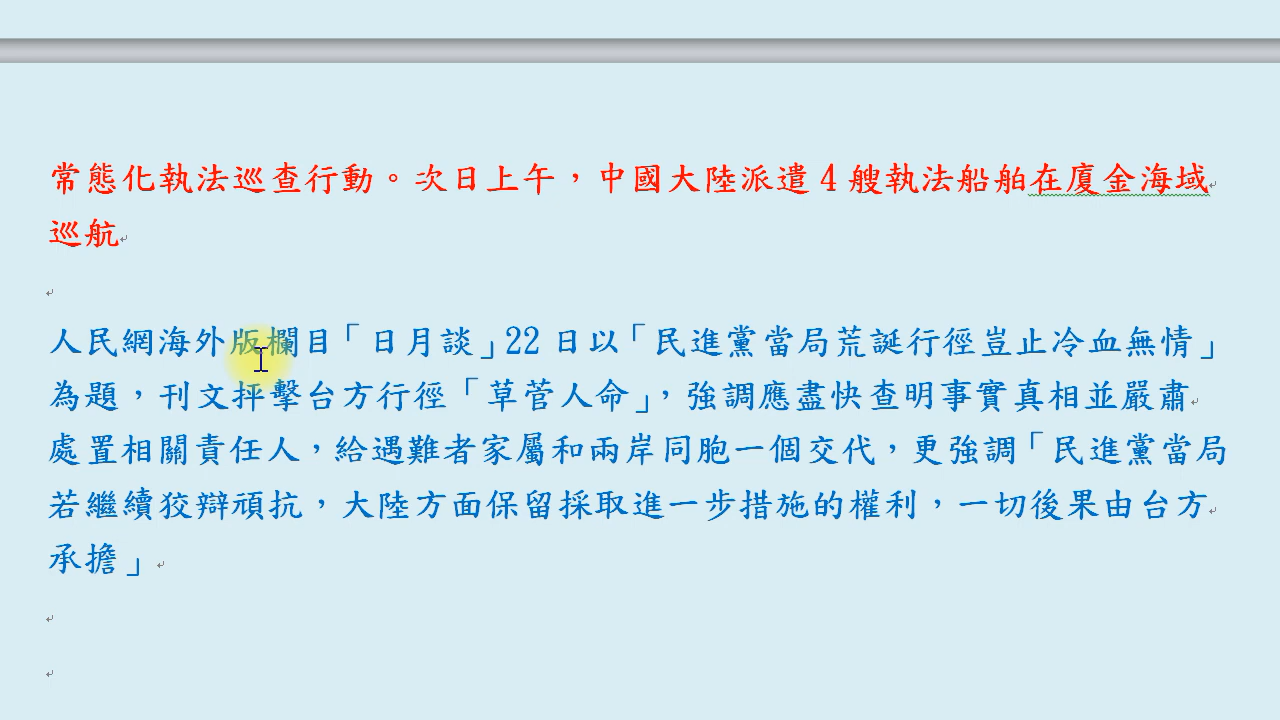 常態化執法巡查行動。次日上午，中國大陸派遣 4 艘執法船舶在廈金海域
巡航
人民網海外版欄目「日月談」22 日以「民進黨當局荒誕行徑豈止冷血無情」
為題，刊文抨擊台方行徑「草菅人命」，強調應盡快查明事實真相並嚴肅
處置相關責任人，給遇難者家屬和兩岸同胞一個交代，更強調「民進黨當局
若繼續狡辯頑抗，大陸方面保留採取進一步措施的權利，一切後果由台方
承擔」